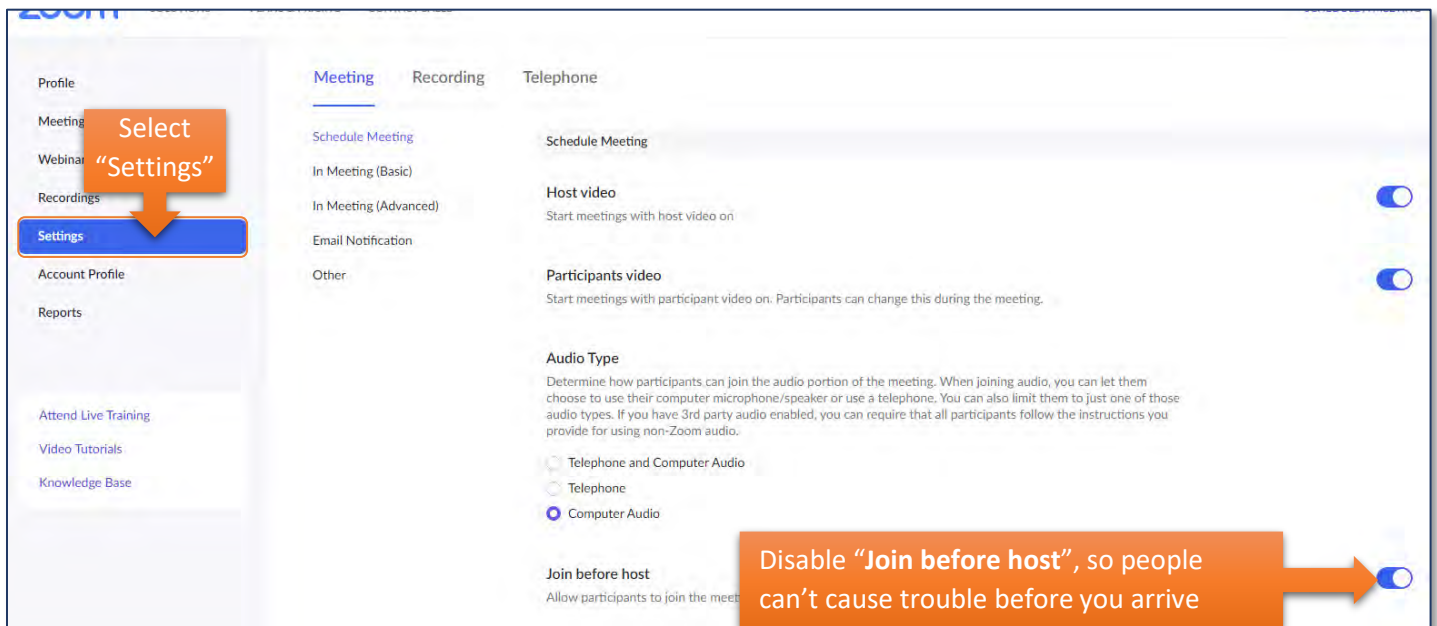 zoom
Profile
Meeting
Webinar
Recordings
Settings
Account Profile
Reports
Attend Live Training
Video Tutorials
Knowledge Base
Select
“Settings”
Meeting Recording Telephone
Schedule Meeting
In Meeting (Basic)
In Meeting (Advanced)
Email Notification
Other
Schedule Meeting
Host video
Start meetings with host video on
Participants video
Start meetings with participant video on. Participants can change this during the meeting.
Audio Type
Determine how participants can join the audio portion of the meeting. When joining audio, you can let them
choose to use their computer microphone/speaker or use a telephone. You can also limit them to just one of those
audio types. If you have 3rd party audio enabled, you can require that all participants follow the instructions you
provide for using non-Zoom audio.
Telephone and Computer Audio
Telephone
Computer Audio
Join before host
Allow participants to join the meet
Disable “Join before host”, so people
can’t cause trouble before you arrive